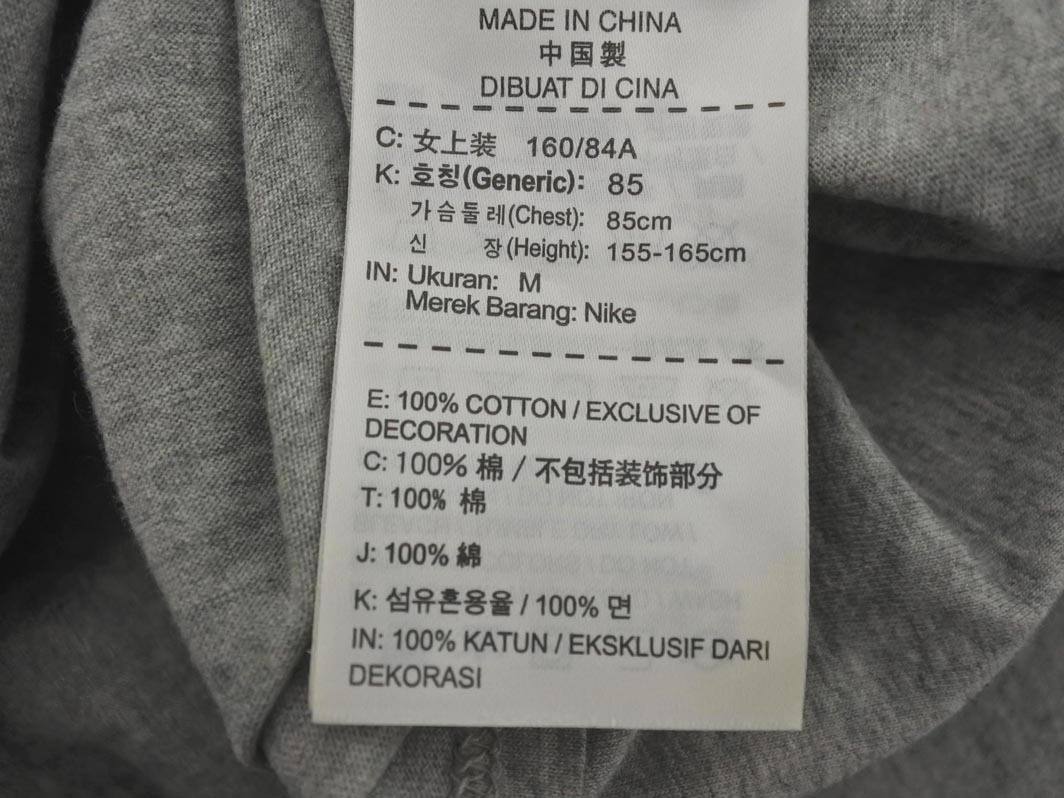 MADE IN CHINA
中国製
DIBUAT DI CINA
C: 女上装 160/84A
K: 호칭(Generic): 85
가슴둘레(Chest): 85cm
신 장(Height): 155-165cm
IN: Ukuran: M
Merek Barang: Nike
E: 100% COTTON / EXCLUSIVE OF
DECORATION
C: 100% 棉 / 不包括装饰部分
T: 100% 棉
J: 100% 綿
K: 섬유혼용율 / 100% 면
IN: 100% KATUN / EKSKLUSIF DARI
DEKORASI